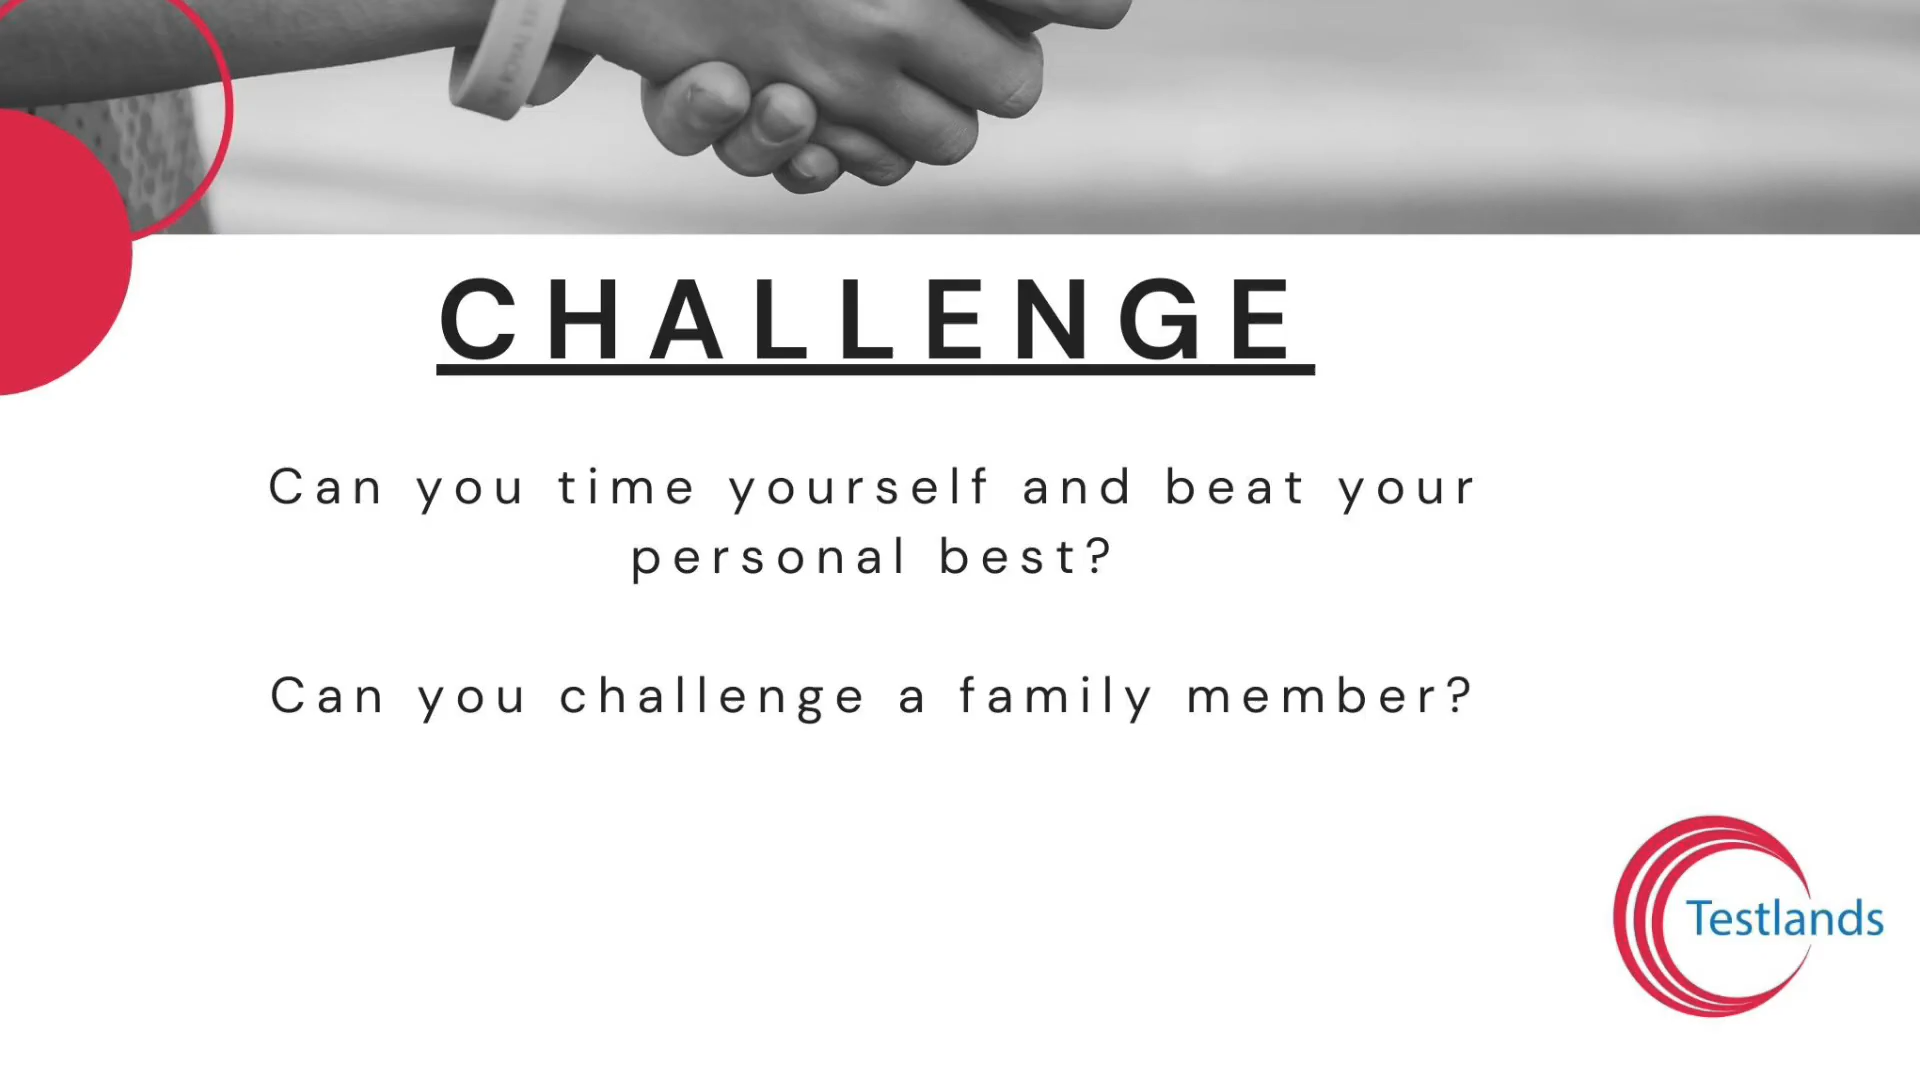 CHALLENGE
Can you time yourself and beat your
personal best?
Can you challenge a family member?
Testlands